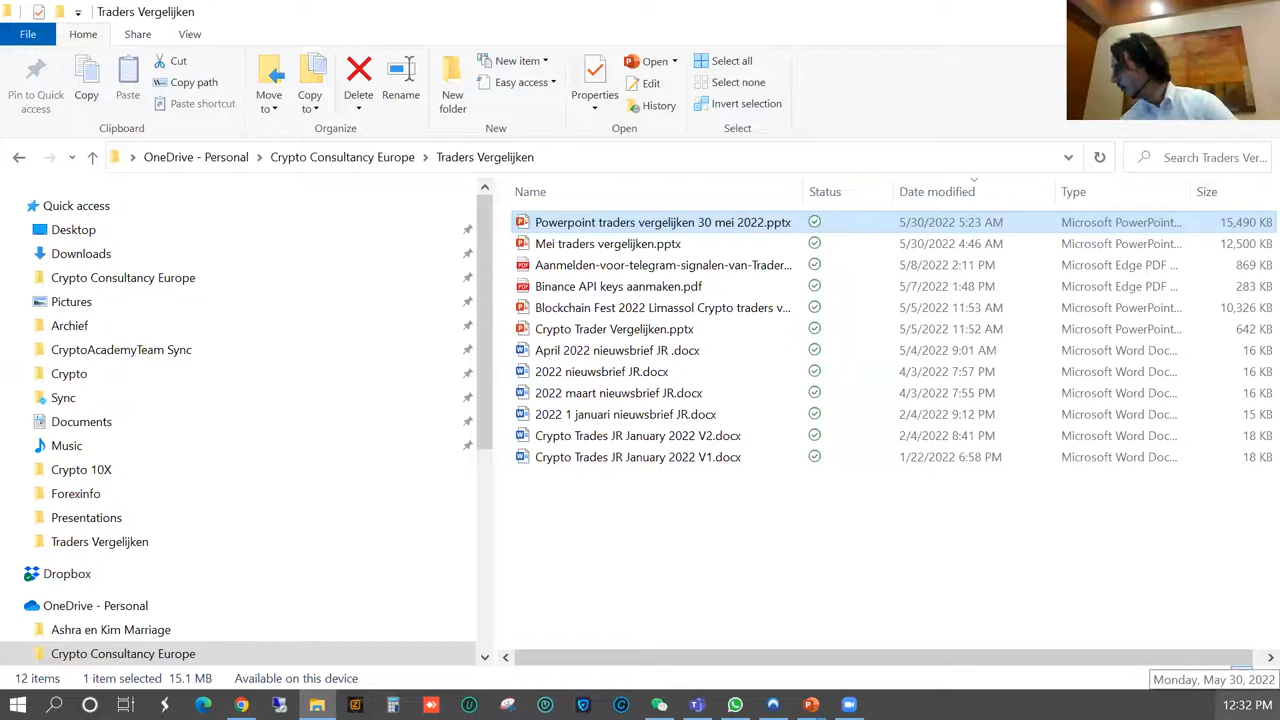 Traders Vergelijken
File Home Share View
Pin to Quick access
Copy
Paste
Cut
Copy path
Paste shortcut
Clipboard
Move to
Copy to
Delete
Rename
Organize
New folder
New item
Easy access
New
Properties
Open
Edit
History
Open
Select all
Select none
Invert selection
Select
OneDrive - Personal > Crypto Consultancy Europe > Traders Vergelijken
Search Traders Ver...
Quick access
Desktop
Downloads
Crypto Consultancy Europe
Pictures
Archief
CryptoAcademyTeam Sync
Crypto
Sync
Documents
Music
Crypto 10X
Forexinfo
Presentations
Traders Vergelijken
Dropbox
OneDrive - Personal
Ashra en Kim Marriage
Crypto Consultancy Europe
Name Status Date modified Type Size
Powerpoint traders vergelijken 30 mei 2022.pptx 5/30/2022 5:23 AM Microsoft PowerPoint... 15,490 KB
Mei traders vergelijken.pptx 5/30/2022 4:46 AM Microsoft PowerPoint... 12,500 KB
Aanmelden-voor-telegram-signalen-van-Trader... 5/8/2022 2:11 PM Microsoft Edge PDF ... 869 KB
Binance API keys aanmaken.pdf 5/7/2022 1:48 PM Microsoft Edge PDF ... 283 KB
Blockchain Fest 2022 Limassol Crypto traders v... 5/5/2022 11:53 AM Microsoft PowerPoint... 10,326 KB
Crypto Trader Vergelijken.pptx 5/5/2022 11:52 AM Microsoft PowerPoint... 642 KB
April 2022 nieuwsbrief JR .docx 5/4/2022 9:01 AM Microsoft Word Doc... 16 KB
2022 nieuwsbrief JR.docx 4/3/2022 7:57 PM Microsoft Word Doc... 16 KB
2022 maart nieuwsbrief JR.docx 4/3/2022 7:55 PM Microsoft Word Doc... 16 KB
2022 1 januari nieuwsbrief JR.docx 2/4/2022 9:12 PM Microsoft Word Doc... 15 KB
Crypto Trades JR January 2022 V2.docx 2/4/2022 8:41 PM Microsoft Word Doc... 18 KB
Crypto Trades JR January 2022 V1.docx 1/22/2022 6:58 PM Microsoft Word Doc... 18 KB
12 items 1 item selected 15.1 MB Available on this device
Monday, May 30, 2022
12:32 PM